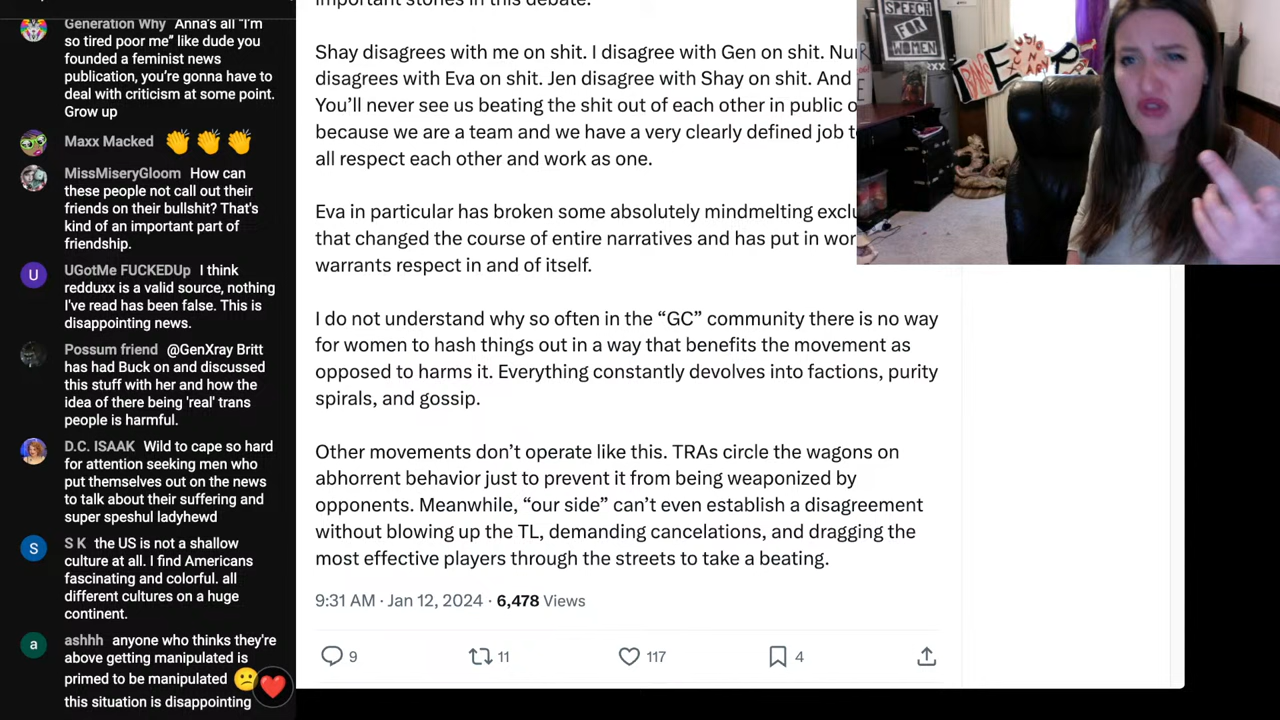 Generation Why Anna's all "I'm
so tired poor me" like dude you
founded a feminist news
publication, you're gonna have to
deal with criticism at some point.
Grow up
Maxx Macked
MissMiseryGloom How can
these people not call out their
friends on their bullshit? That's
kind of an important part of
friendship.
U
UGotMe FUCKEDUp I think
redduxx is a valid source, nothing
I've read has been false. This is
disappointing news.
Possum friend @GenXray Britt
has had Buck on and discussed
this stuff with her and how the
idea of there being 'real' trans
people is harmful.
D.C. ISAAK Wild to cape so hard
for attention seeking men who
put themselves out on the news
to talk about their suffering and
super speshul ladyhewd
S
S K the US is not a shallow
culture at all. I find Americans
fascinating and colorful. all
different cultures on a huge
continent.
a
ashhh anyone who thinks they're
above getting manipulated is
primed to be manipulated
this situation is disappointing
important stories in this debate.
Shay disagrees with me on shit. I disagree with Gen on shit.
disagrees with Eva on shit. Jen disagree with Shay on shit. And
You'll never see us beating the shit out of each other in public
because we are a team and we have a very clearly defined job
all respect each other and work as one.
Eva in particular has broken some absolutely mindmelting
that changed the course of entire narratives and has put in
warrants respect in and of itself.
I do not understand why so often in the “GC” community there is no way
for women to hash things out in a way that benefits the movement as
opposed to harms it. Everything constantly devolves into factions, purity
spirals, and gossip.
Other movements don’t operate like this. TRAs circle the wagons on
abhorrent behavior just to prevent it from being weaponized by
opponents. Meanwhile, “our side” can’t even establish a disagreement
without blowing up the TL, demanding cancelations, and dragging the
most effective players through the streets to take a beating.
9:31 AM · Jan 12, 2024 · 6,478 Views
9 11 117 4
SPEECH
FOR
WOMEN